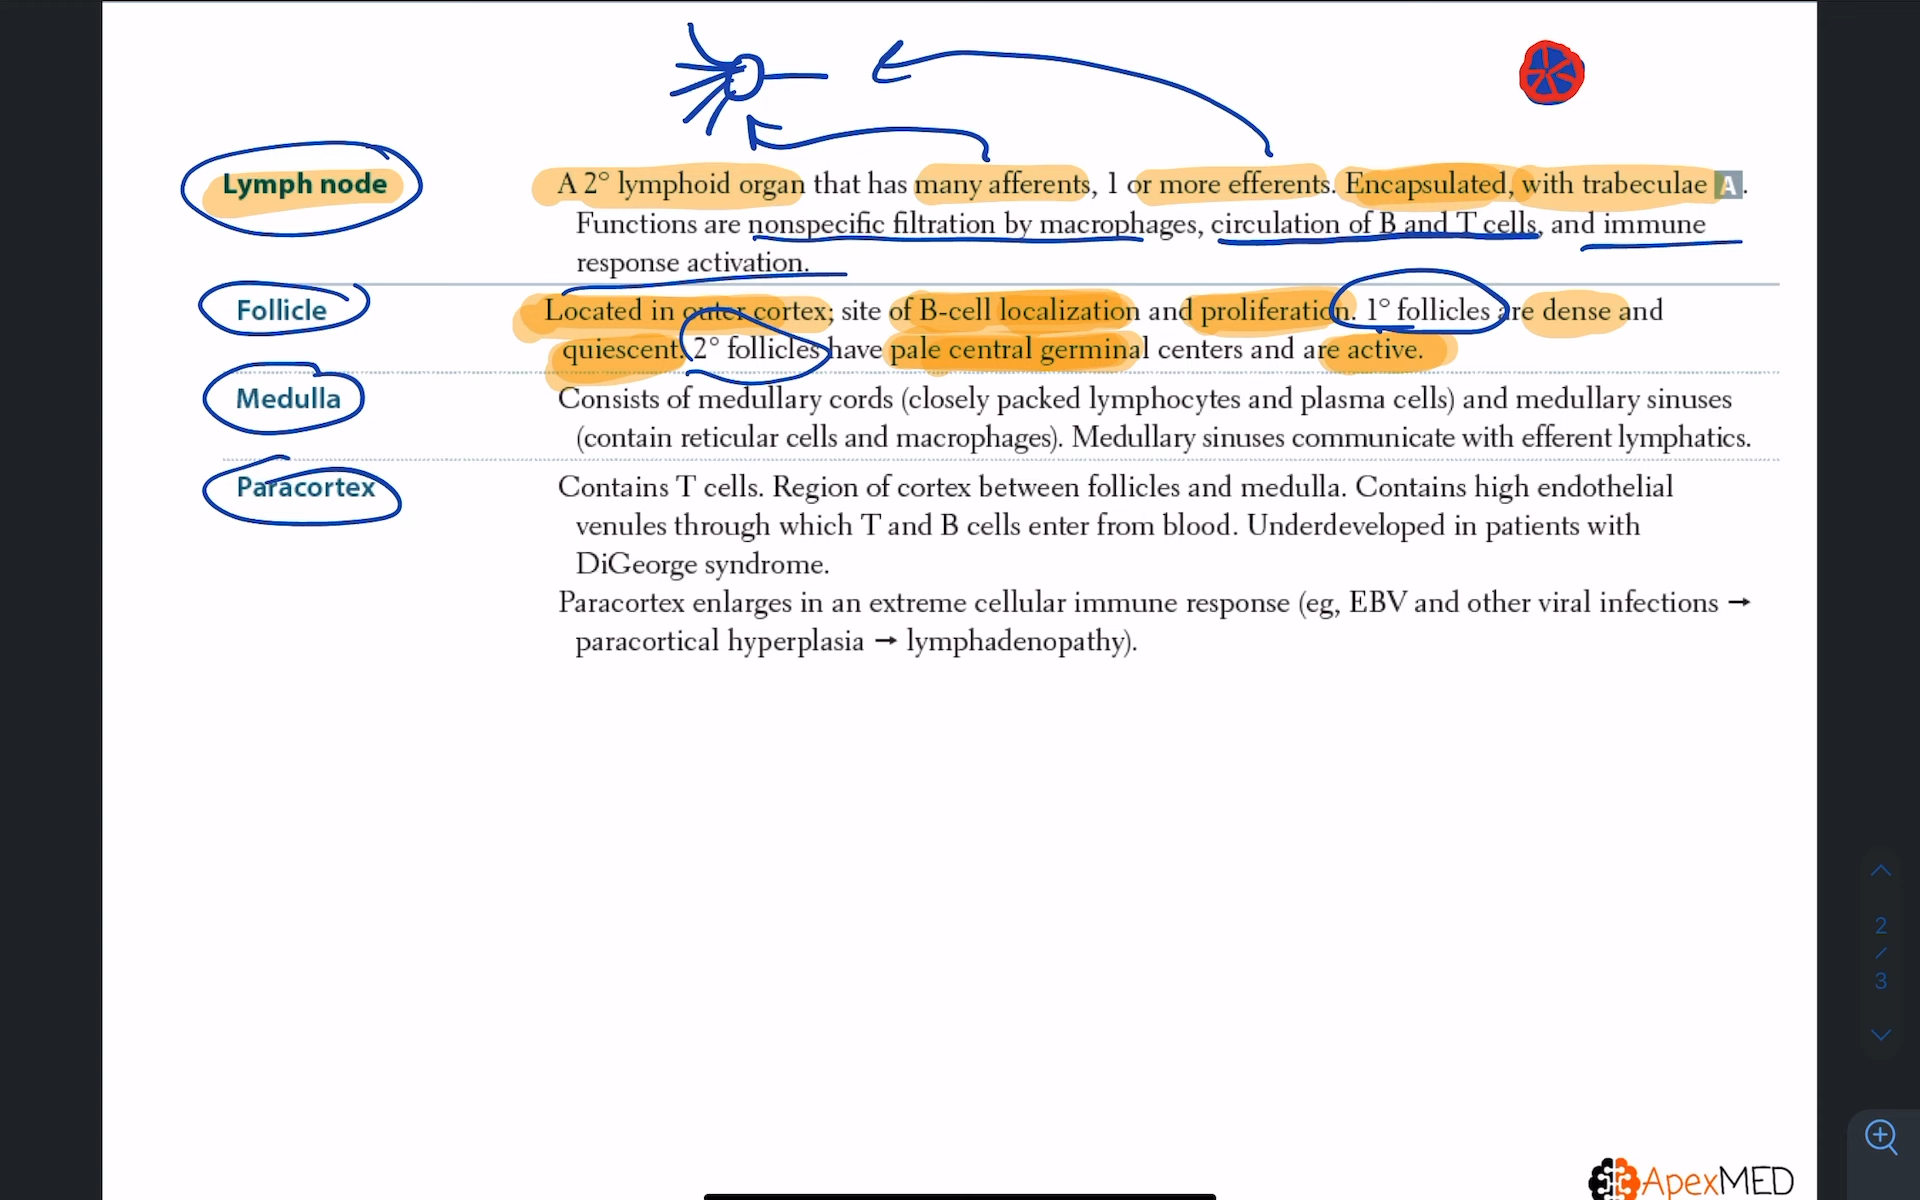 Lymph node
A 2° lymphoid organ that has many afferents, 1 or more efferents. Encapsulated, with trabeculae A.
Functions are nonspecific filtration by macrophages, circulation of B and T cells, and immune
response activation.
Follicle
Located in outer cortex; site of B-cell localization and proliferation. 1° follicles are dense and
quiescent. 2° follicles have pale central germinal centers and are active.
Medulla
Consists of medullary cords (closely packed lymphocytes and plasma cells) and medullary sinuses
(contain reticular cells and macrophages). Medullary sinuses communicate with efferent lymphatics.
Paracortex
Contains T cells. Region of cortex between follicles and medulla. Contains high endothelial
venules through which T and B cells enter from blood. Underdeveloped in patients with
DiGeorge syndrome.
Paracortex enlarges in an extreme cellular immune response (eg, EBV and other viral infections →
paracortical hyperplasia → lymphadenopathy).
2
/
3
ApexMED